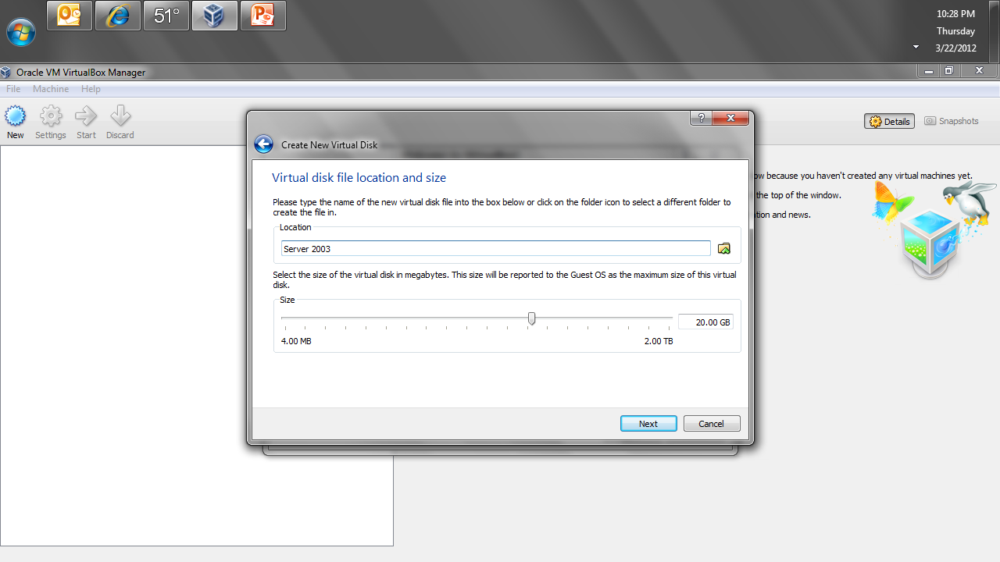 51°
10:28 PM
Thursday
3/22/2012
Oracle VM VirtualBox Manager
File Machine Help
New Settings Start Discard
Details Snapshots
?
Create New Virtual Disk
Virtual disk file location and size
ow because you haven't created any virtual machines yet.
the top of the window.
tion and news.
Please type the name of the new virtual disk file into the box below or click on the folder icon to select a different folder to
create the file in.
Location
Server 2003
Select the size of the virtual disk in megabytes. This size will be reported to the Guest OS as the maximum size of this virtual
disk.
Size
20.00 GB
4.00 MB 2.00 TB
Next Cancel